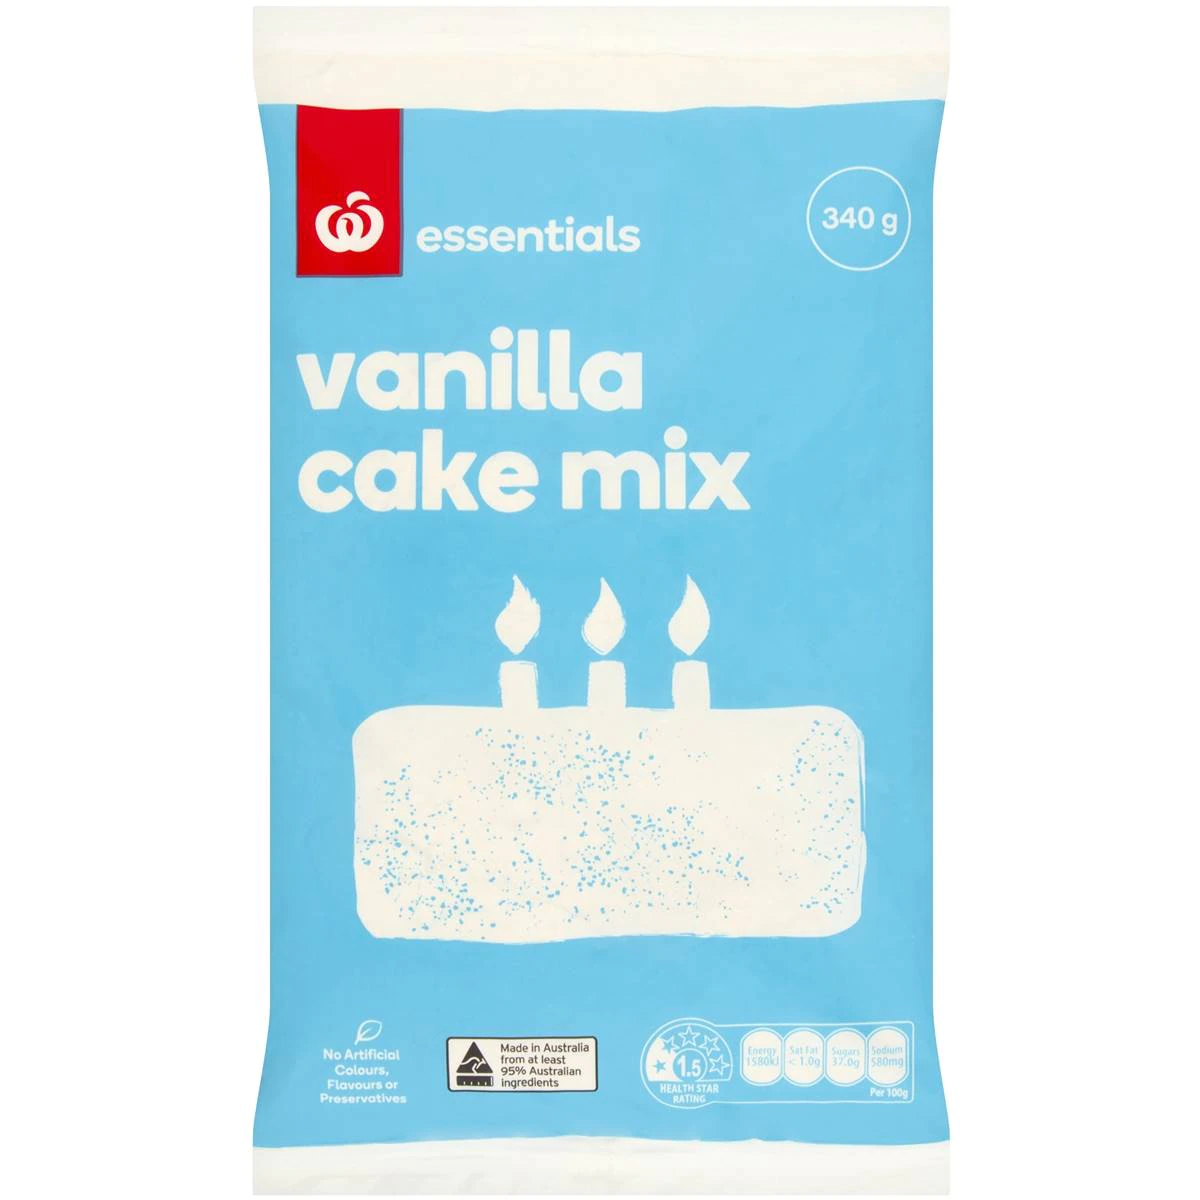 essentials
340 g
vanilla
cake mix
No Artificial
Colours,
Flavours or
Preservatives
Made in Australia
from at least
95% Australian
ingredients
1.5
HEALTH STAR
RATING
Energy
1580kJ
Sat Fat
< 1.0g
Sugars
37.0g
Sodium
580mg
Per 100g